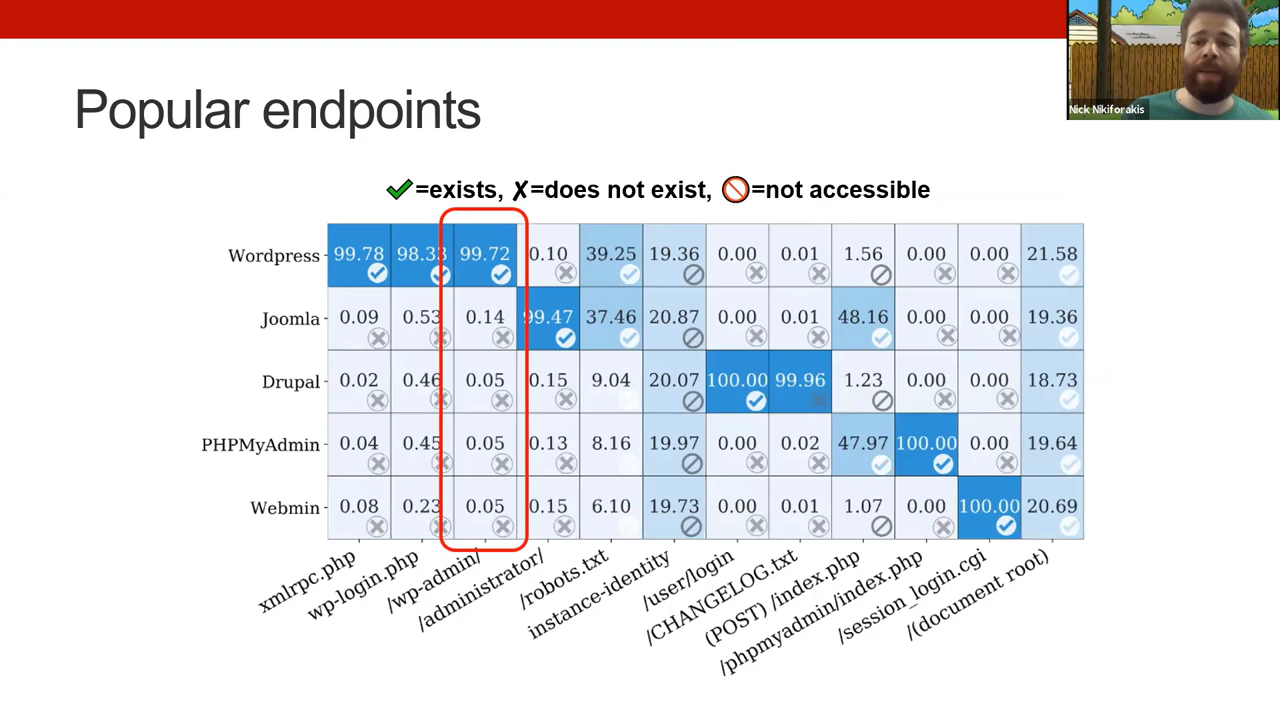 Nick Nikiforakis
Popular endpoints
✔=exists, ✗=does not exist, 🚫=not accessible
Wordpress 99.78 98.33 99.72 0.10 39.25 19.36 0.00 0.01 1.56 0.00 0.00 21.58
Joomla 0.09 0.53 0.14 99.47 37.46 20.87 0.00 0.01 48.16 0.00 0.00 19.36
Drupal 0.02 0.46 0.05 0.15 9.04 20.07 100.00 99.96 1.23 0.00 0.00 18.73
PHPMyAdmin 0.04 0.45 0.05 0.13 8.16 19.97 0.00 0.02 47.97 100.00 0.00 19.64
Webmin 0.08 0.23 0.05 0.15 6.10 19.73 0.00 0.01 1.07 0.00 100.00 20.69
xmlrpc.php
wp-login.php
/wp-admin/
/administrator/
/robots.txt
instance-identity
/user/login
/CHANGELOG.txt
(POST) /index.php
/phpmyadmin/index.php
/session_login.cgi
/(document root)